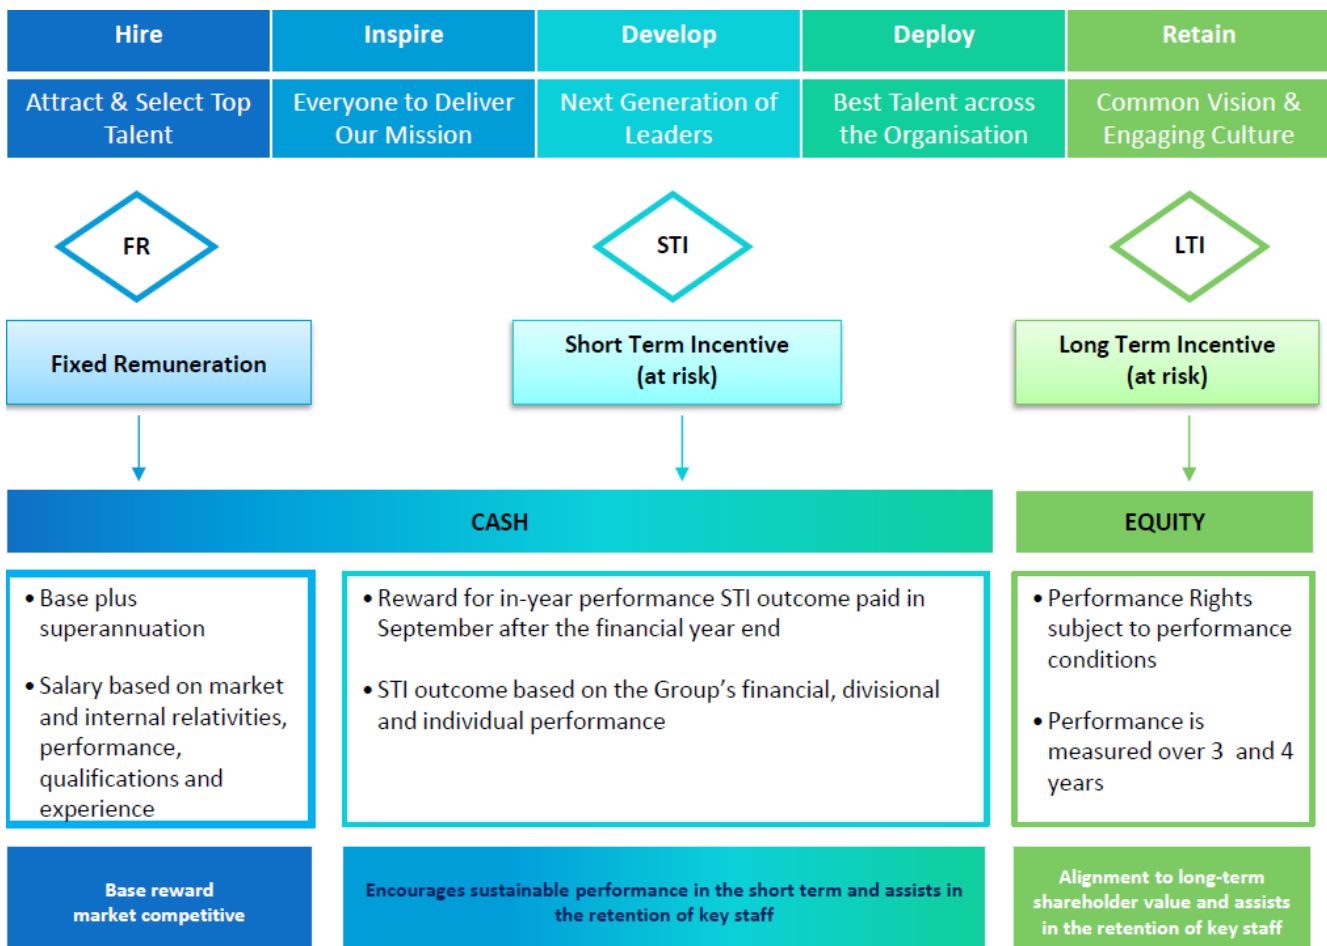 Hire
Inspire
Develop
Deploy
Retain
Attract & Select Top
Talent
Everyone to Deliver
Our Mission
Next Generation of
Leaders
Best Talent across
the Organisation
Common Vision &
Engaging Culture
FR
STI
LTI
Fixed Remuneration
Short Term Incentive
(at risk)
Long Term Incentive
(at risk)
CASH
EQUITY
• Base plus
superannuation
• Salary based on market
and internal relativities,
performance,
qualifications and
experience
• Reward for in-year performance STI outcome paid in
September after the financial year end
• STI outcome based on the Group's financial, divisional
and individual performance
• Performance Rights
subject to performance
conditions
• Performance is
measured over 3 and 4
years
Base reward
market competitive
Encourages sustainable performance in the short term and assists in
the retention of key staff
Alignment to long-term
shareholder value and assists
in the retention of key staff